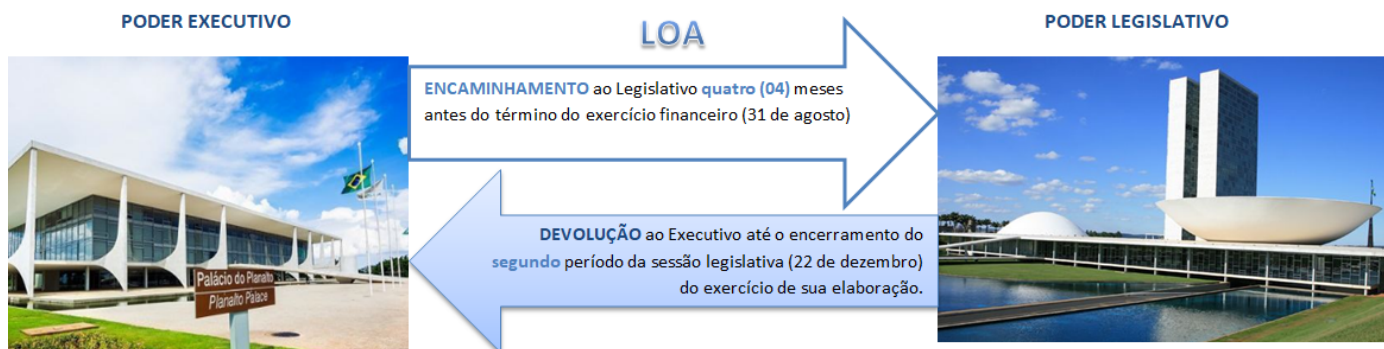 PODER EXECUTIVO
LOA
PODER LEGISLATIVO
ENCAMINHAMENTO ao Legislativo quatro (04) meses
antes do término do exercício financeiro (31 de agosto)
DEVOLUÇÃO ao Executivo até o encerramento do
segundo período da sessão legislativa (22 de dezembro)
do exercício de sua elaboração.
Palácio do Planalto
Planalto Palace